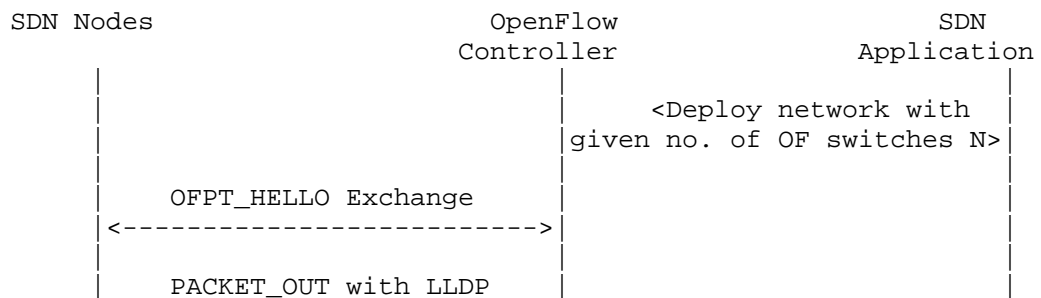 SDN Nodes OpenFlow SDN
Controller Application
<Deploy network with
given no. of OF switches N>
OFPT_HELLO Exchange
<-------------------------->
PACKET_OUT with LLDP